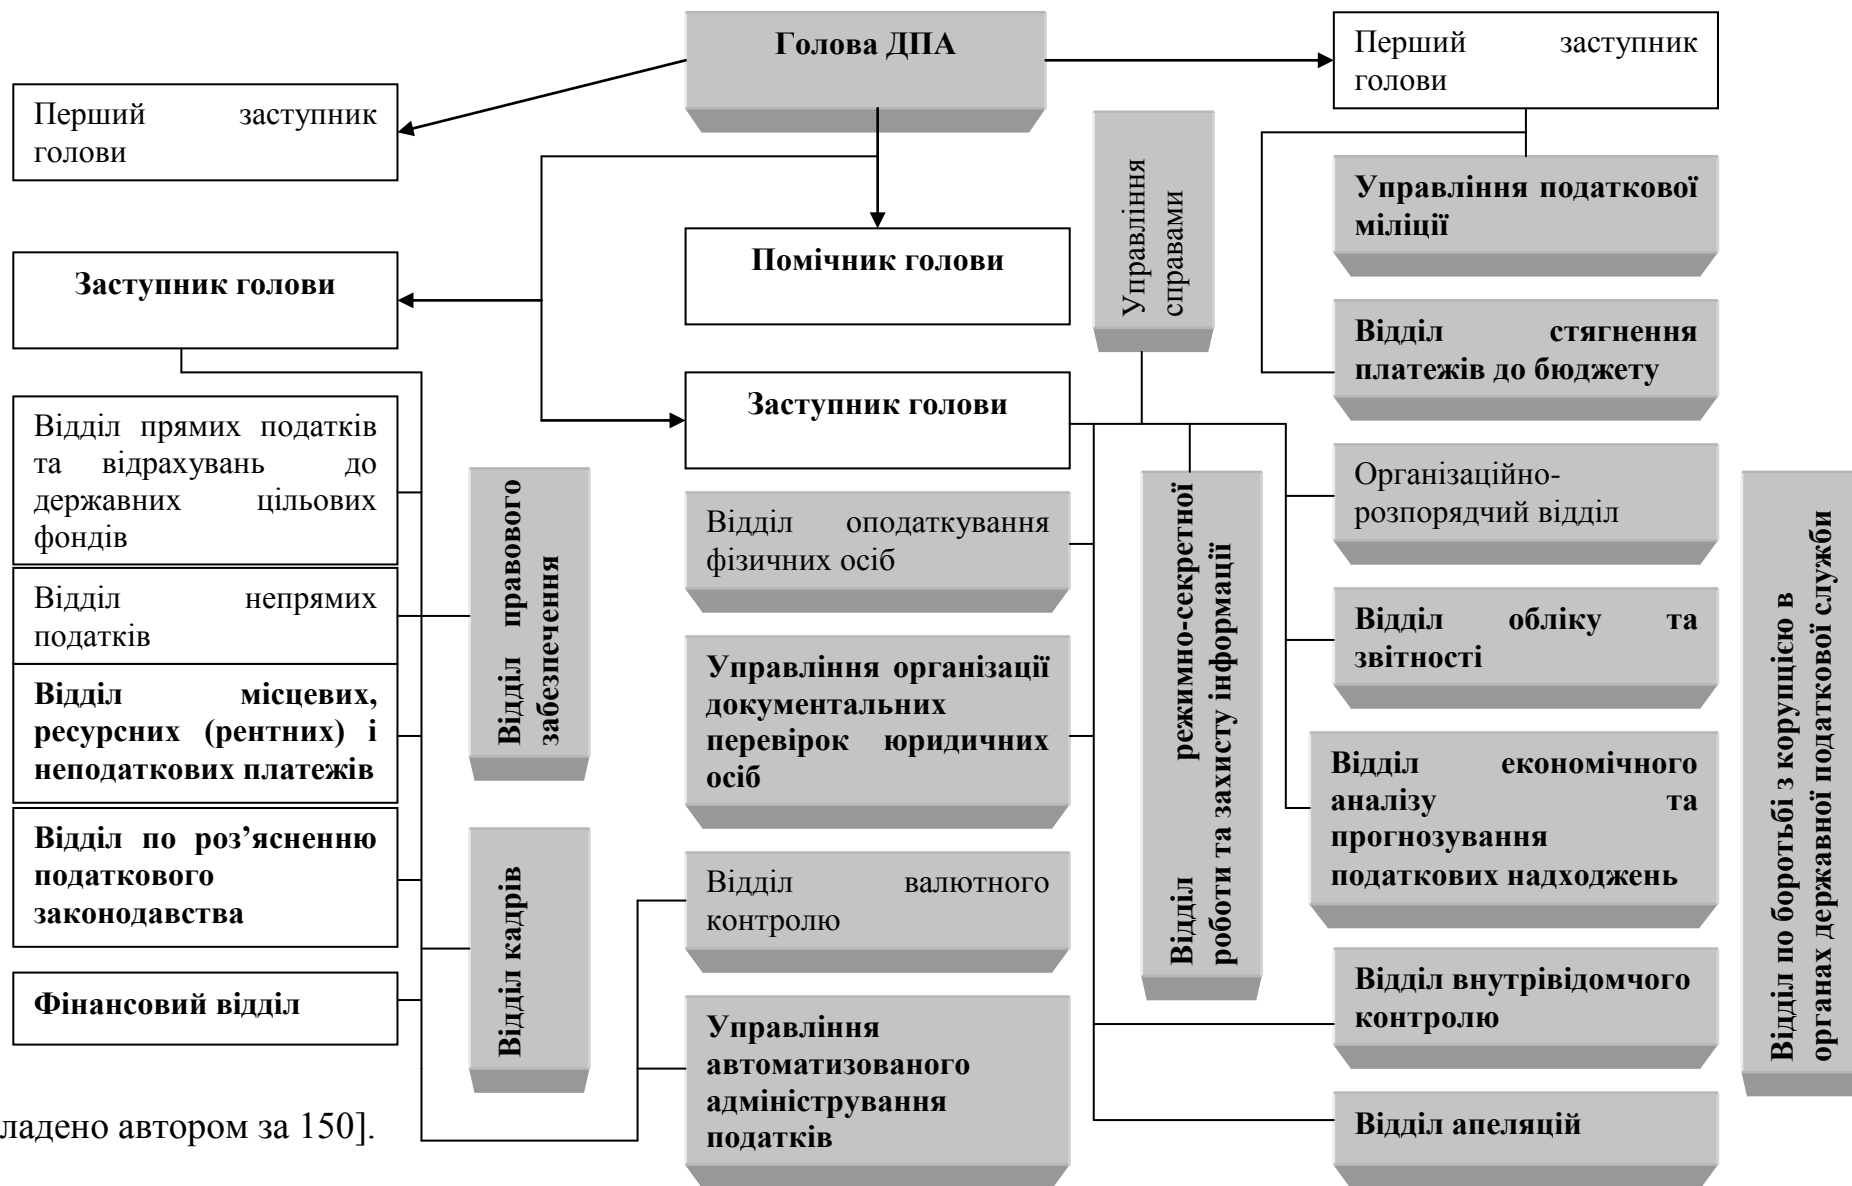 Голова ДПА
Перший заступник
голови
Перший заступник
голови
Управління
справами
Управління податкової
міліції
Помічник голови
Заступник голови
Відділ стягнення
платежів до бюджету
Заступник голови
Відділ прямих податків
та відрахувань до
державних цільових
фондів
Відділ правового
забезпечення
Відділ оподаткування
фізичних осіб
Відділ режимно-секретної
роботи та захисту інформації
Організаційно-
розпорядчий відділ
Відділ по боротьбі з корупцією в
органах державної податкової служби
Відділ непрямих
податків
Відділ обліку та
звітності
Відділ місцевих,
ресурсних (рентних) і
неподаткових платежів
Управління організації
документальних
перевірок юридичних
осіб
Відділ економічного
аналізу та
прогнозування
податкових надходжень
Відділ по роз’ясненню
податкового
законодавства
Відділ кадрів
Відділ валютного
контролю
Фінансовий відділ
Відділ внутрівідомчого
контролю
Управління
автоматизованого
адміністрування
податків
Відділ апеляцій
ладено автором за 150].